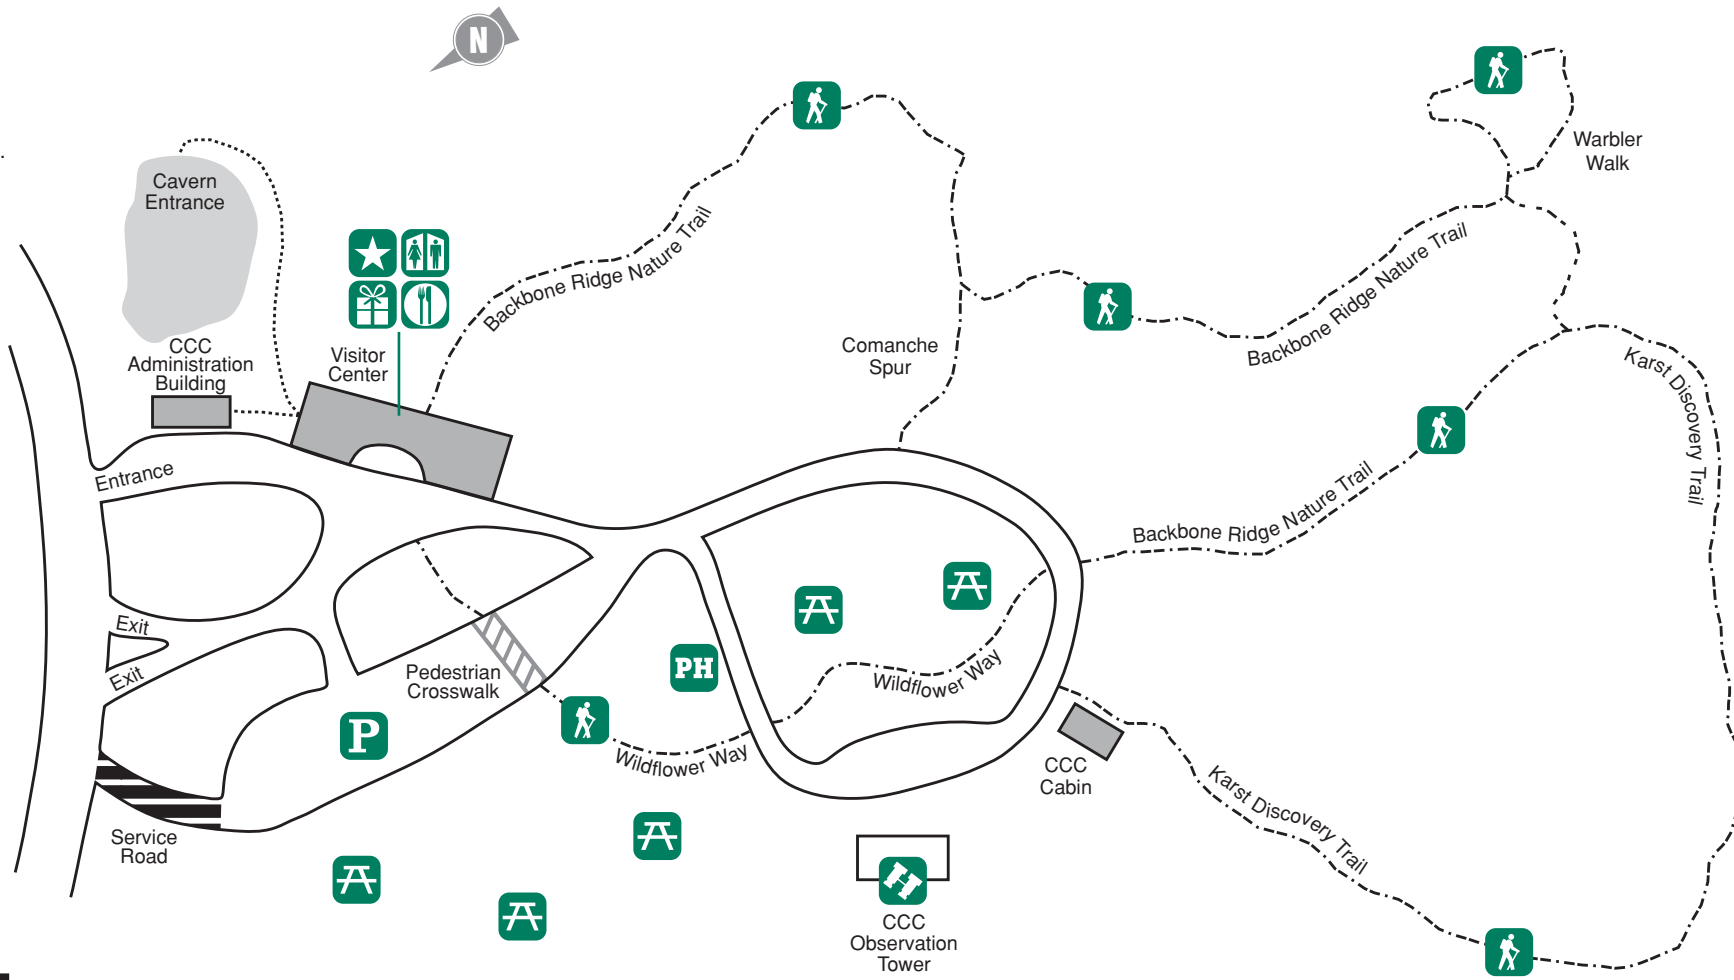 N
Warbler
Walk
Cavern
Entrance
Backbone Ridge Nature Trail
Backbone Ridge Nature Trail
CCC
Administration
Building
Visitor
Center
Comanche
Spur
Karst Discovery Trail
Entrance
Backbone Ridge Nature Trail
Exit
Exit
Pedestrian
Crosswalk
PH
Wildflower Way
P
Wildflower Way
CCC
Cabin
Karst Discovery Trail
Service
Road
CCC
Observation
Tower